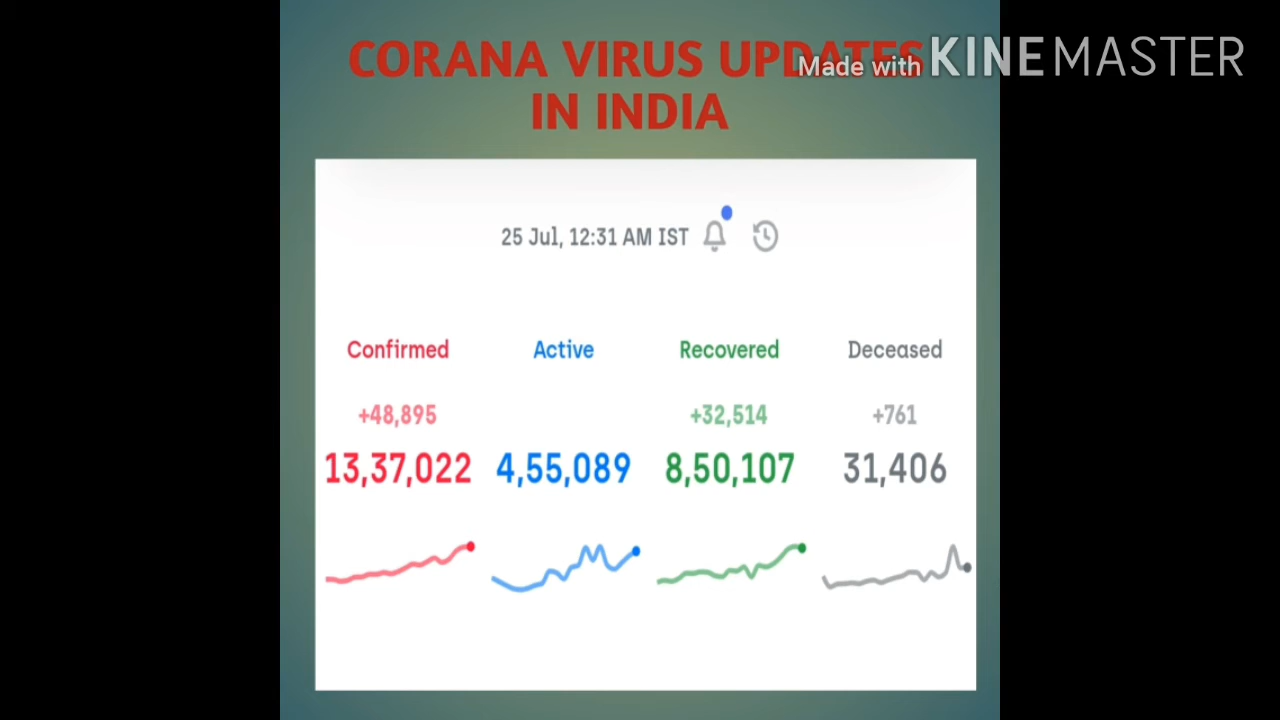 CORANA VIRUS UPDATES
IN INDIA
Made with KINEMASTER
25 Jul, 12:31 AM IST
Confirmed Active Recovered Deceased
+48,895 +32,514 +761
13,37,022 4,55,089 8,50,107 31,406